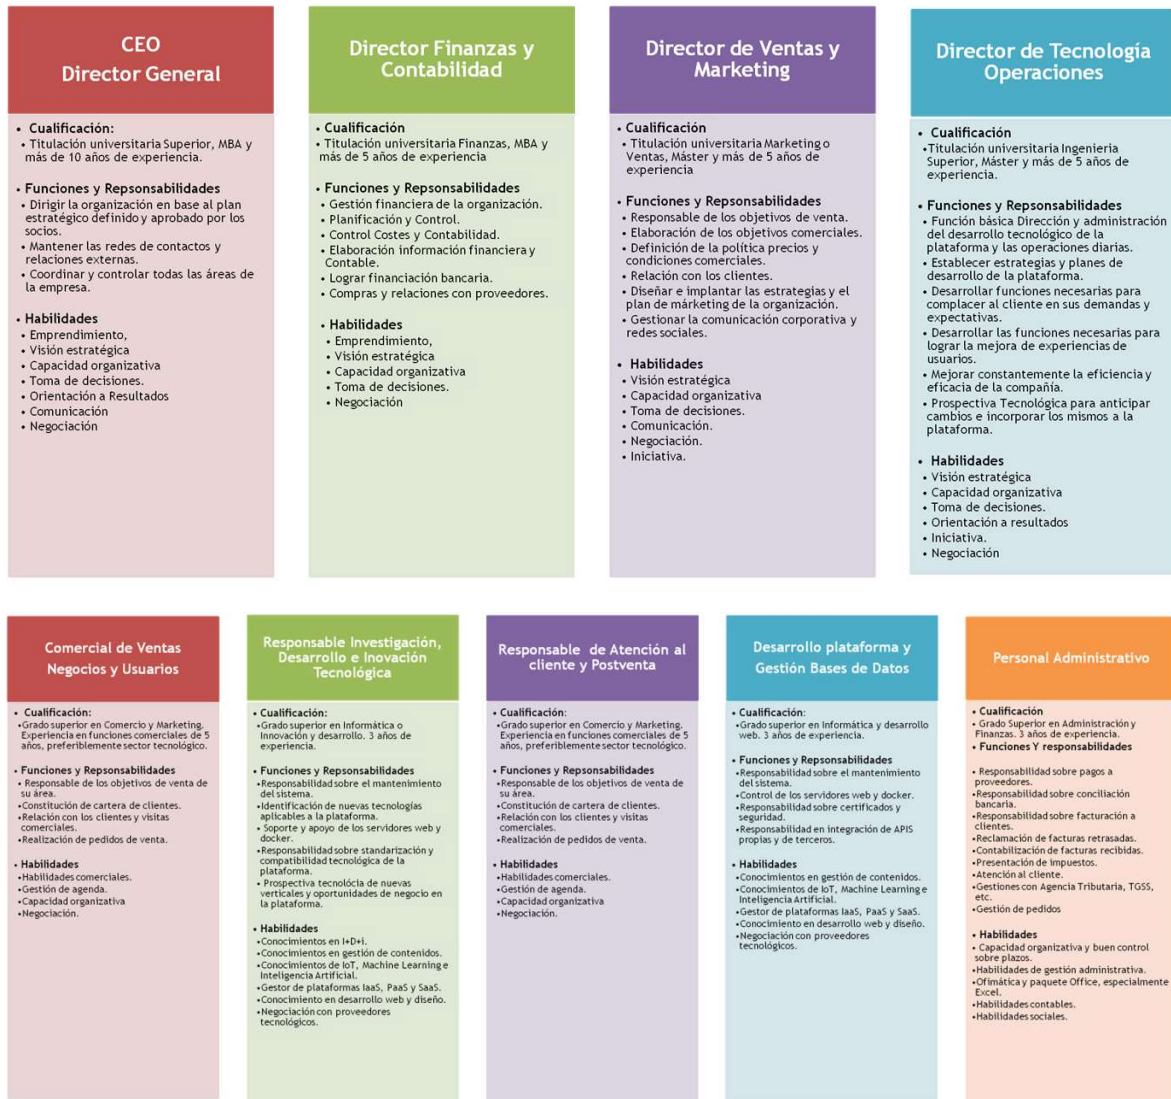 CEO
Director General
• Cualificación:
• Titulación universitaria Superior, MBA y
más de 10 años de experiencia.
• Funciones y Repsonsabilidades
• Dirigir la organización en base al plan
estratégico definido y aprobado por los
socios.
• Mantener las redes de contactos y
relaciones externas.
• Coordinar y controlar todas las áreas de
la empresa.
• Habilidades
• Emprendimiento,
• Visión estratégica
• Capacidad organizativa
• Toma de decisiones.
• Orientación a Resultados
• Comunicación
• Negociación
Director Finanzas y
Contabilidad
• Cualificación
• Titulación universitaria Finanzas, MBA y
más de 5 años de experiencia
• Funciones y Repsonsabilidades
• Gestión financiera de la organización.
• Planificación y Control.
• Control Costes y Contabilidad.
• Elaboración información financiera y
Contable.
• Lograr financiación bancaria.
• Compras y relaciones con proveedores.
• Habilidades
• Emprendimiento,
• Visión estratégica
• Capacidad organizativa
• Toma de decisiones.
• Negociación
Director de Ventas y
Marketing
• Cualificación
• Titulación universitaria Marketing o
Ventas, Máster y más de 5 años de
experiencia
• Funciones y Repsonsabilidades
• Responsable de los objetivos de venta.
• Elaboración de los objetivos comerciales.
• Definición de la política precios y
condiciones comerciales.
• Relación con los clientes.
• Diseñar e implantar las estrategias y el
plan de márketing de la organización.
• Gestionar la comunicación corporativa y
redes sociales.
• Habilidades
• Visión estratégica
• Capacidad organizativa
• Toma de decisiones.
• Comunicación.
• Negociación.
• Iniciativa.
Director de Tecnología
Operaciones
• Cualificación
•Titulación universitaria Ingenieria
Superior, Máster y más de 5 años de
experiencia.
• Funciones y Repsonsabilidades
• Función básica Dirección y administración
del desarrollo tecnológico de la
plataforma y las operaciones diarias.
• Establecer estrategias y planes de
desarrollo de la plataforma.
• Desarrollar funciones necesarias para
complacer al cliente en sus demandas y
expectativas.
• Desarrollar las funciones necesarias para
lograr la mejora de experiencias de
usuarios.
• Mejorar constantemente la eficiencia y
eficacia de la compañía.
• Prospectiva Tecnológica para anticipar
cambios e incorporar los mismos a la
plataforma.
• Habilidades
• Visión estratégica
• Capacidad organizativa
• Toma de decisiones.
• Orientación a resultados
• Iniciativa.
• Negociación
Comercial de Ventas
Negocios y Usuarios
• Cualificación:
•Grado superior en Comercio y Marketing.
Experiencia en funciones comerciales de 5
años, preferiblemente sector tecnológico.
• Funciones y Repsonsabilidades
• Responsable de los objetivos de venta de
su área.
•Constitución de cartera de clientes.
•Relación con los clientes y visitas
comerciales.
•Realización de pedidos de venta.
• Habilidades
•Habilidades comerciales.
•Gestión de agenda.
•Capacidad organizativa
•Negociación.
Responsable Investigación,
Desarrollo e Inovación
Tecnológica
• Cualificación:
•Grado superior en Informática o
Innovación y desarrollo. 3 años de
experiencia.
• Funciones y Repsonsabilidades
•Responsabilidad sobre el mantenimiento
del sistema.
•Identificación de nuevas tecnologías
aplicables a la plataforma.
• Soporte y apoyo de los servidores web y
docker.
•Responsabilidad sobre standarización y
compatibilidad tecnológica de la
plataforma.
• Prospectiva tecnolócia de nuevas
verticales y oportunidades de negocio en
la plataforma.
• Habilidades
•Conocimientos en I+D+i.
•Conocimientos en gestión de contenidos.
•Conocimientos de IoT, Machine Learning e
Inteligencia Artificial.
•Gestor de plataformas IaaS, PaaS y SaaS.
•Conocimiento en desarrollo web y diseño.
•Negociación con proveedores
tecnológicos.
Responsable de Atención al
cliente y Postventa
• Cualificación:
•Grado superior en Comercio y Marketing.
Experiencia en funciones comerciales de 5
años, preferiblemente sector tecnológico.
• Funciones y Repsonsabilidades
•Responsable de los objetivos de venta de
su área.
•Constitución de cartera de clientes.
•Relación con los clientes y visitas
comerciales.
•Realización de pedidos de venta.
• Habilidades
•Habilidades comerciales.
•Gestión de agenda.
•Capacidad organizativa
•Negociación.
Desarrollo plataforma y
Gestión Bases de Datos
• Cualificación:
•Grado superior en Informática y desarrollo
web. 3 años de experiencia.
• Funciones y Repsonsabilidades
•Responsabilidad sobre el mantenimiento
del sistema.
•Control de los servidores web y docker.
•Responsabilidad sobre certificados y
seguridad.
•Responsabilidad en integración de APIS
propias y de terceros.
• Habilidades
•Conocimientos en gestión de contenidos.
•Conocimientos de IoT, Machine Learning e
Inteligencia Artificial.
•Gestor de plataformas IaaS, PaaS y SaaS.
•Conocimiento en desarrollo web y diseño.
•Negociación con proveedores
tecnológicos.
Personal Administrativo
• Cualificación
• Grado Superior en Administración y
Finanzas. 3 años de experiencia.
• Funciones Y responsabilidades
• Responsabilidad sobre pagos a
proveedores.
•Responsabilidad sobre conciliación
bancaria.
•Responsabilidad sobre facturación a
clientes.
•Reclamación de facturas retrasadas.
•Contabilización de facturas recibidas.
•Presentación de impuestos.
•Atención al cliente.
•Gestiones con Agencia Tributaria, TGSS,
etc.
•Gestión de pedidos
• Habilidades
• Capacidad organizativa y buen control
sobre plazos.
•Habilidades de gestión administrativa.
•Ofimática y paquete Office, especialmente
Excel.
•Habilidades contables.
•Habilidades sociales.